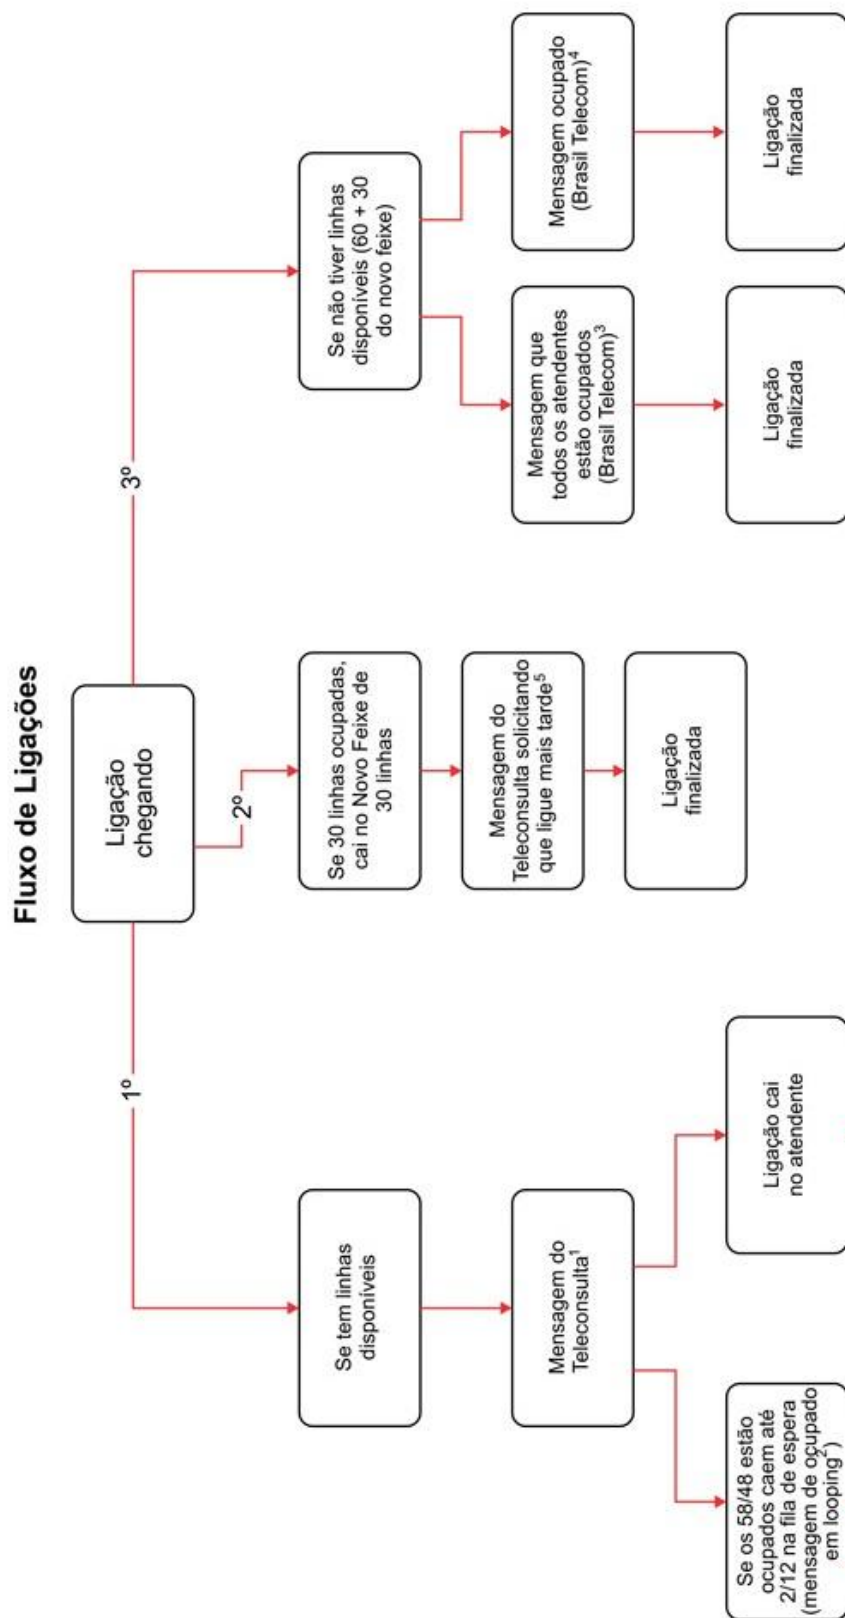 Fluxo de Ligações
Ligação
chegando
1º
2º
3º
Se tem linhas
disponíveis
Mensagem do
Teleconsulta¹
Se os 58/48 estão
ocupados caem até
2/12 na fila de espera
(mensagem de ocupado
em looping²)
Ligação cai
no atendente
Se 30 linhas ocupadas,
cai no Novo Feixe de
30 linhas
Mensagem do
Teleconsulta solicitando
que ligue mais tarde⁵
Ligação
finalizada
Se não tiver linhas
disponíveis (60 + 30
do novo feixe)
Mensagem que
todos os atendentes
estão ocupados
(Brasil Telecom)³
Ligação
finalizada
Mensagem ocupado
(Brasil Telecom)⁴
Ligação
finalizada